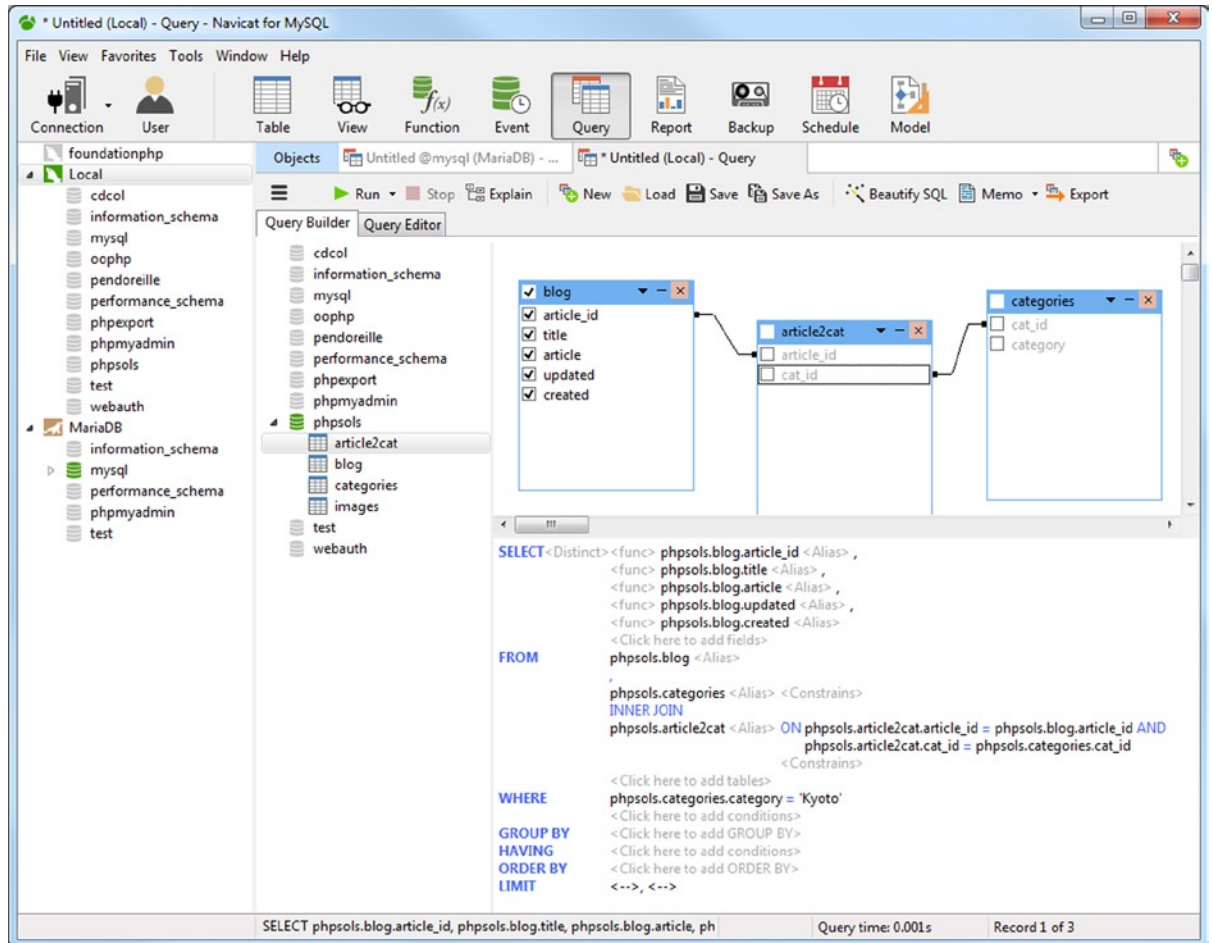 * Untitled (Local) - Query - Navicat for MySQL
File View Favorites Tools Window Help
Connection User Table View Function Event Query Report Backup Schedule Model
f(x)
foundationphp
Local
cdcol
information_schema
mysql
oophp
pendoreille
performance_schema
phpexport
phpmyadmin
phpsols
test
webauth
MariaDB
information_schema
mysql
performance_schema
phpmyadmin
test
Objects Untitled @mysql (MariaDB) - ... * Untitled (Local) - Query
Run Stop Explain New Load Save Save As Beautify SQL Memo Export
Query Builder Query Editor
cdcol
information_schema
mysql
oophp
pendoreille
performance_schema
phpexport
phpmyadmin
phpsols
article2cat
blog
categories
images
test
webauth
blog
article_id
title
article
updated
created
article2cat
article_id
cat_id
categories
cat_id
category
SELECT<Distinct><func> phpsols.blog.article_id <Alias> ,
<func> phpsols.blog.title <Alias> ,
<func> phpsols.blog.article <Alias> ,
<func> phpsols.blog.updated <Alias> ,
<func> phpsols.blog.created <Alias>
<Click here to add fields>
FROM phpsols.blog <Alias>
,
phpsols.categories <Alias> <Constrains>
INNER JOIN
phpsols.article2cat <Alias> ON phpsols.article2cat.article_id = phpsols.blog.article_id AND
phpsols.article2cat.cat_id = phpsols.categories.cat_id
<Constrains>
<Click here to add tables>
WHERE phpsols.categories.category = 'Kyoto'
<Click here to add conditions>
GROUP BY <Click here to add GROUP BY>
HAVING <Click here to add conditions>
ORDER BY <Click here to add ORDER BY>
LIMIT <-->, <-->
SELECT phpsols.blog.article_id, phpsols.blog.title, phpsols.blog.article, ph Query time: 0.001s Record 1 of 3